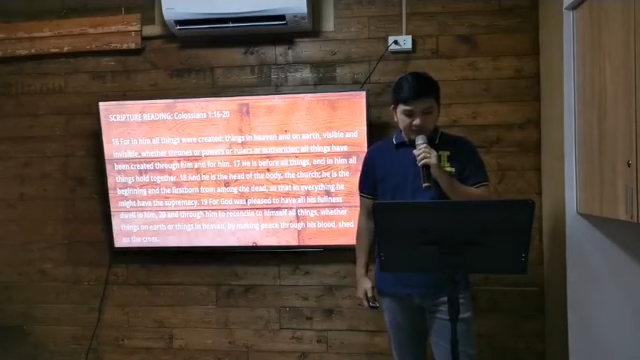 SCRIPTURE READING: Colossians 1:16-20
16 For in him all things were created: things in heaven and on earth, visible and
invisible, whether thrones or powers or rulers or authorities; all things have
been created through him and for him. 17 He is before all things, and in him all
things hold together. 18 And he is the head of the body, the church; he is the
beginning and the firstborn from among the dead, so that in everything he
might have the supremacy. 19 For God was pleased to have all his fullness
dwell in him, 20 and through him to reconcile to himself all things, whether
things on earth or things in heaven, by making peace through his blood, shed
on the cross.